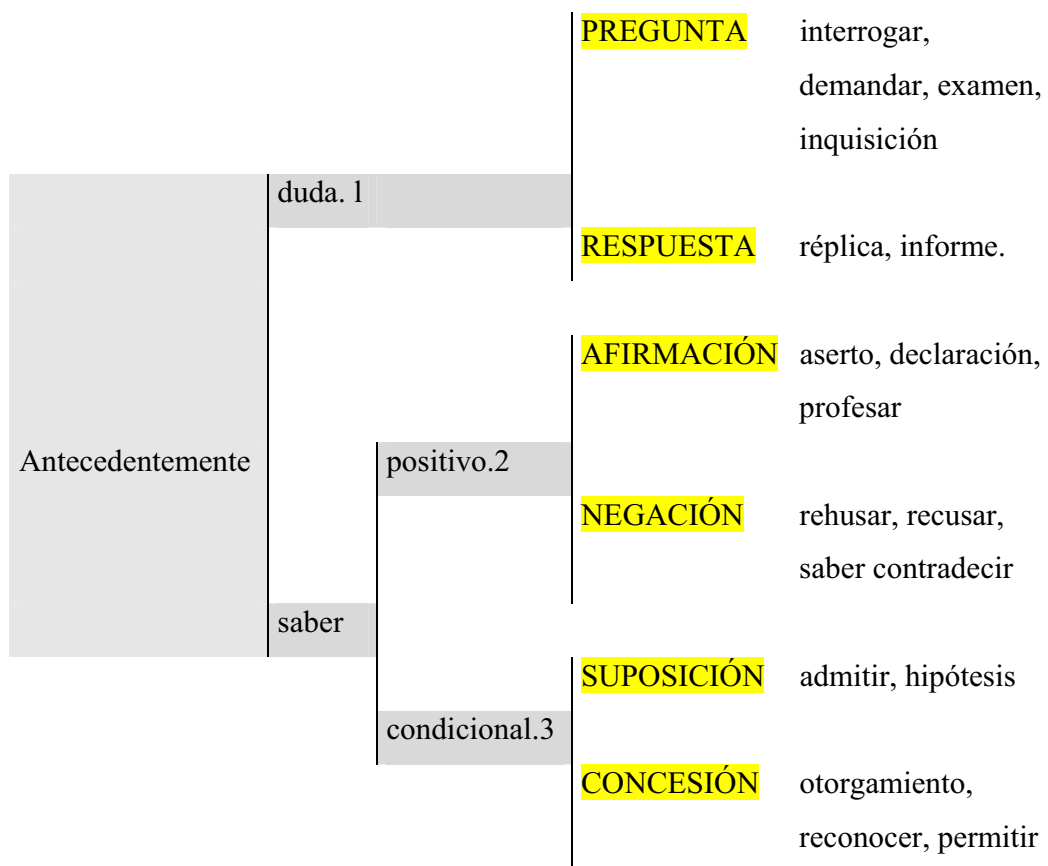 PREGUNTA interrogar,
demandar, examen,
inquisición
duda. 1
RESPUESTA réplica, informe.
AFIRMACIÓN aserto, declaración,
profesar
Antecedentemente positivo.2
NEGACIÓN rehusar, recusar,
saber contradecir
saber
SUPOSICIÓN admitir, hipótesis
condicional.3
CONCESIÓN otorgamiento,
reconocer, permitir